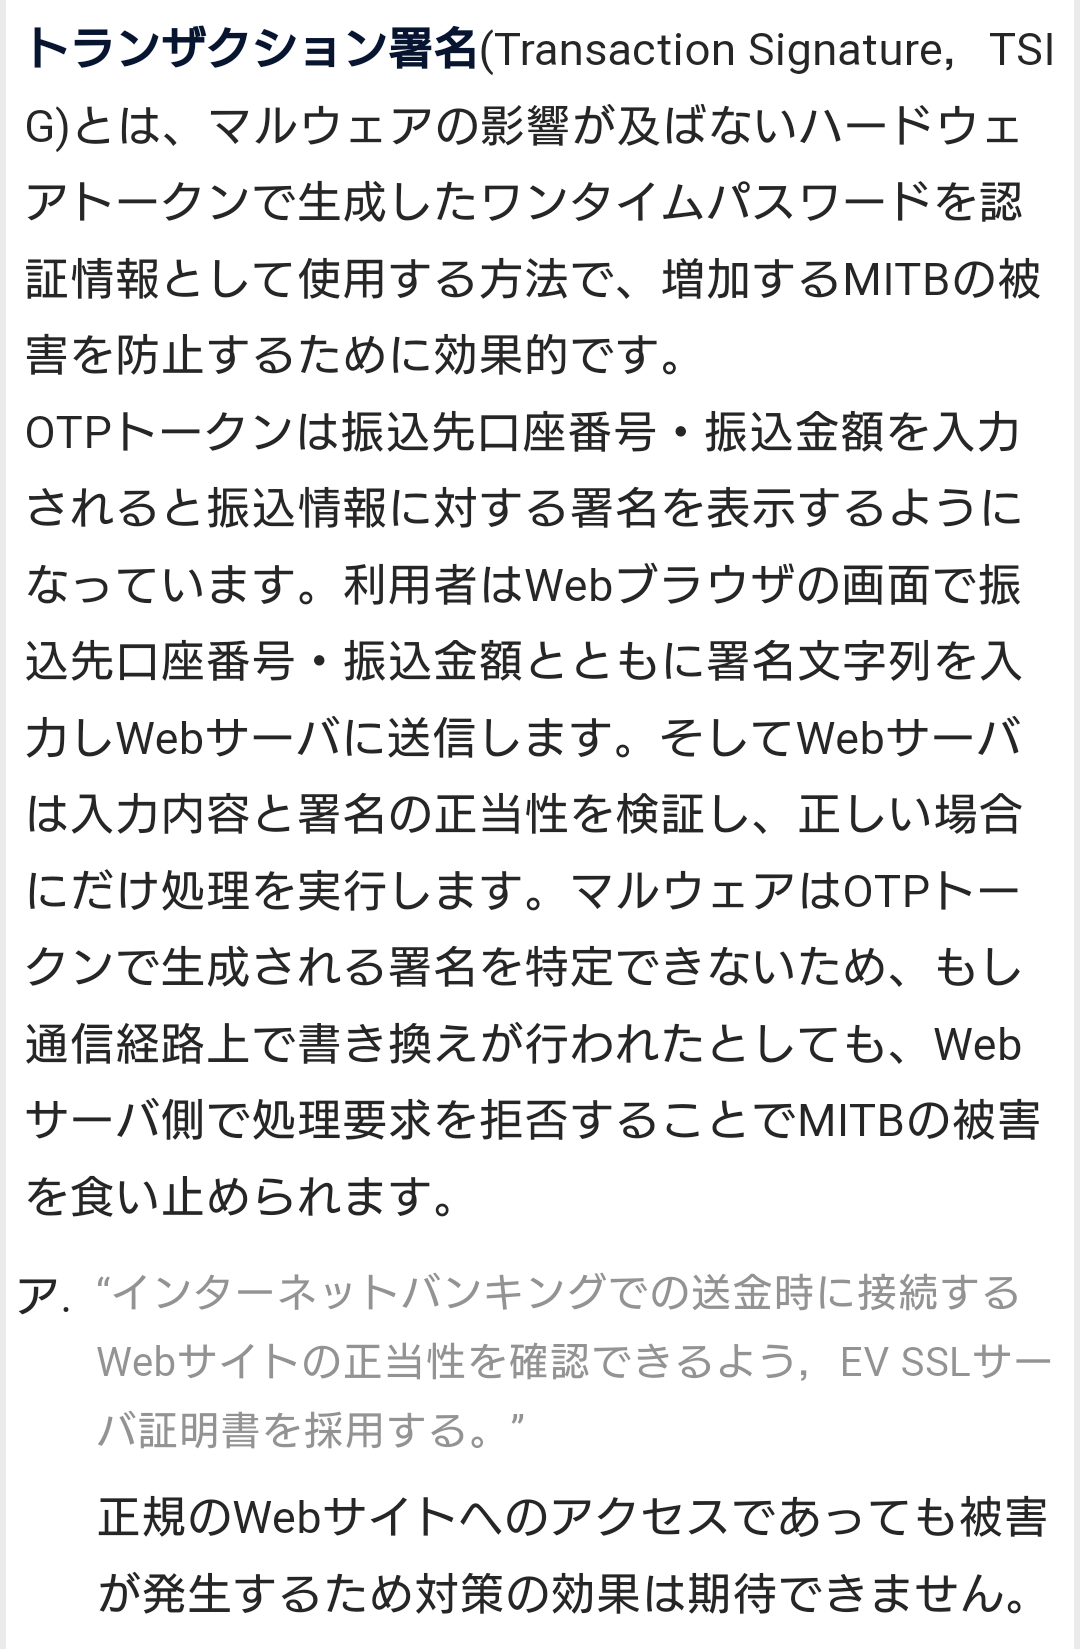 トランザクション署名(Transaction Signature, TSI
G)とは、マルウェアの影響が及ばないハードウェ
アトークンで生成したワンタイムパスワードを認
証情報として使用する方法で、増加するMITBの被
害を防止するために効果的です。
OTPトークンは振込先口座番号・振込金額を入力
されると振込情報に対する署名を表示するように
なっています。利用者はWebブラウザの画面で振
込先口座番号・振込金額とともに署名文字列を入
力しWebサーバに送信します。そしてWebサーバ
は入力内容と署名の正当性を検証し、正しい場合
にだけ処理を実行します。マルウェアはOTPトー
クンで生成される署名を特定できないため、もし
通信経路上で書き換えが行われたとしても、Web
サーバ側で処理要求を拒否することでMITBの被害
を食い止められます。
ア. “インターネットバンキングでの送金時に接続する
Webサイトの正当性を確認できるよう, EV SSLサー
バ証明書を採用する。”
正規のWebサイトへのアクセスであっても被害
が発生するため対策の効果は期待できません。